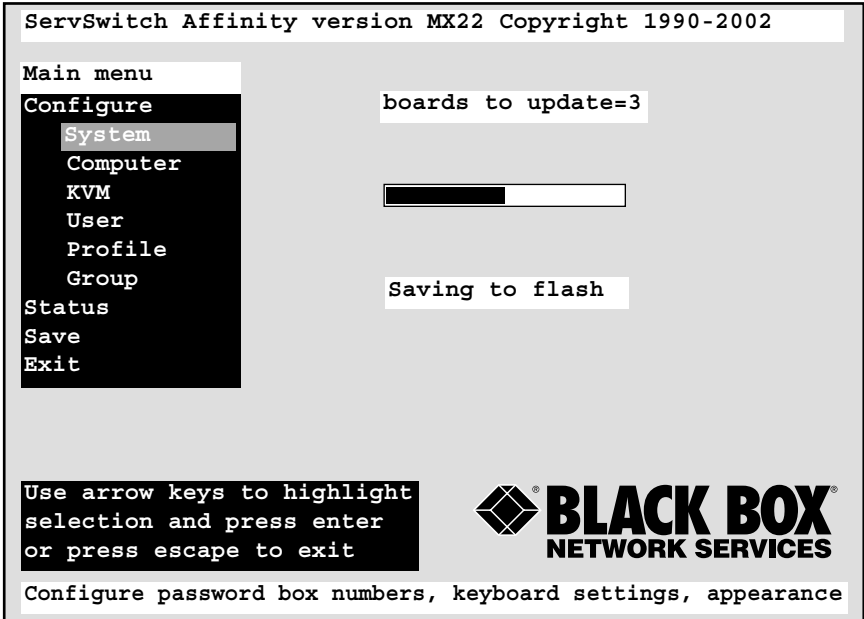 ServSwitch Affinity version MX22 Copyright 1990-2002
Main menu
Configure
System
Computer
KVM
User
Profile
Group
Status
Save
Exit
boards to update=3
Saving to flash
Use arrow keys to highlight
selection and press enter
or press escape to exit
® BLACK BOX®
NETWORK SERVICES
Configure password box numbers, keyboard settings, appearance